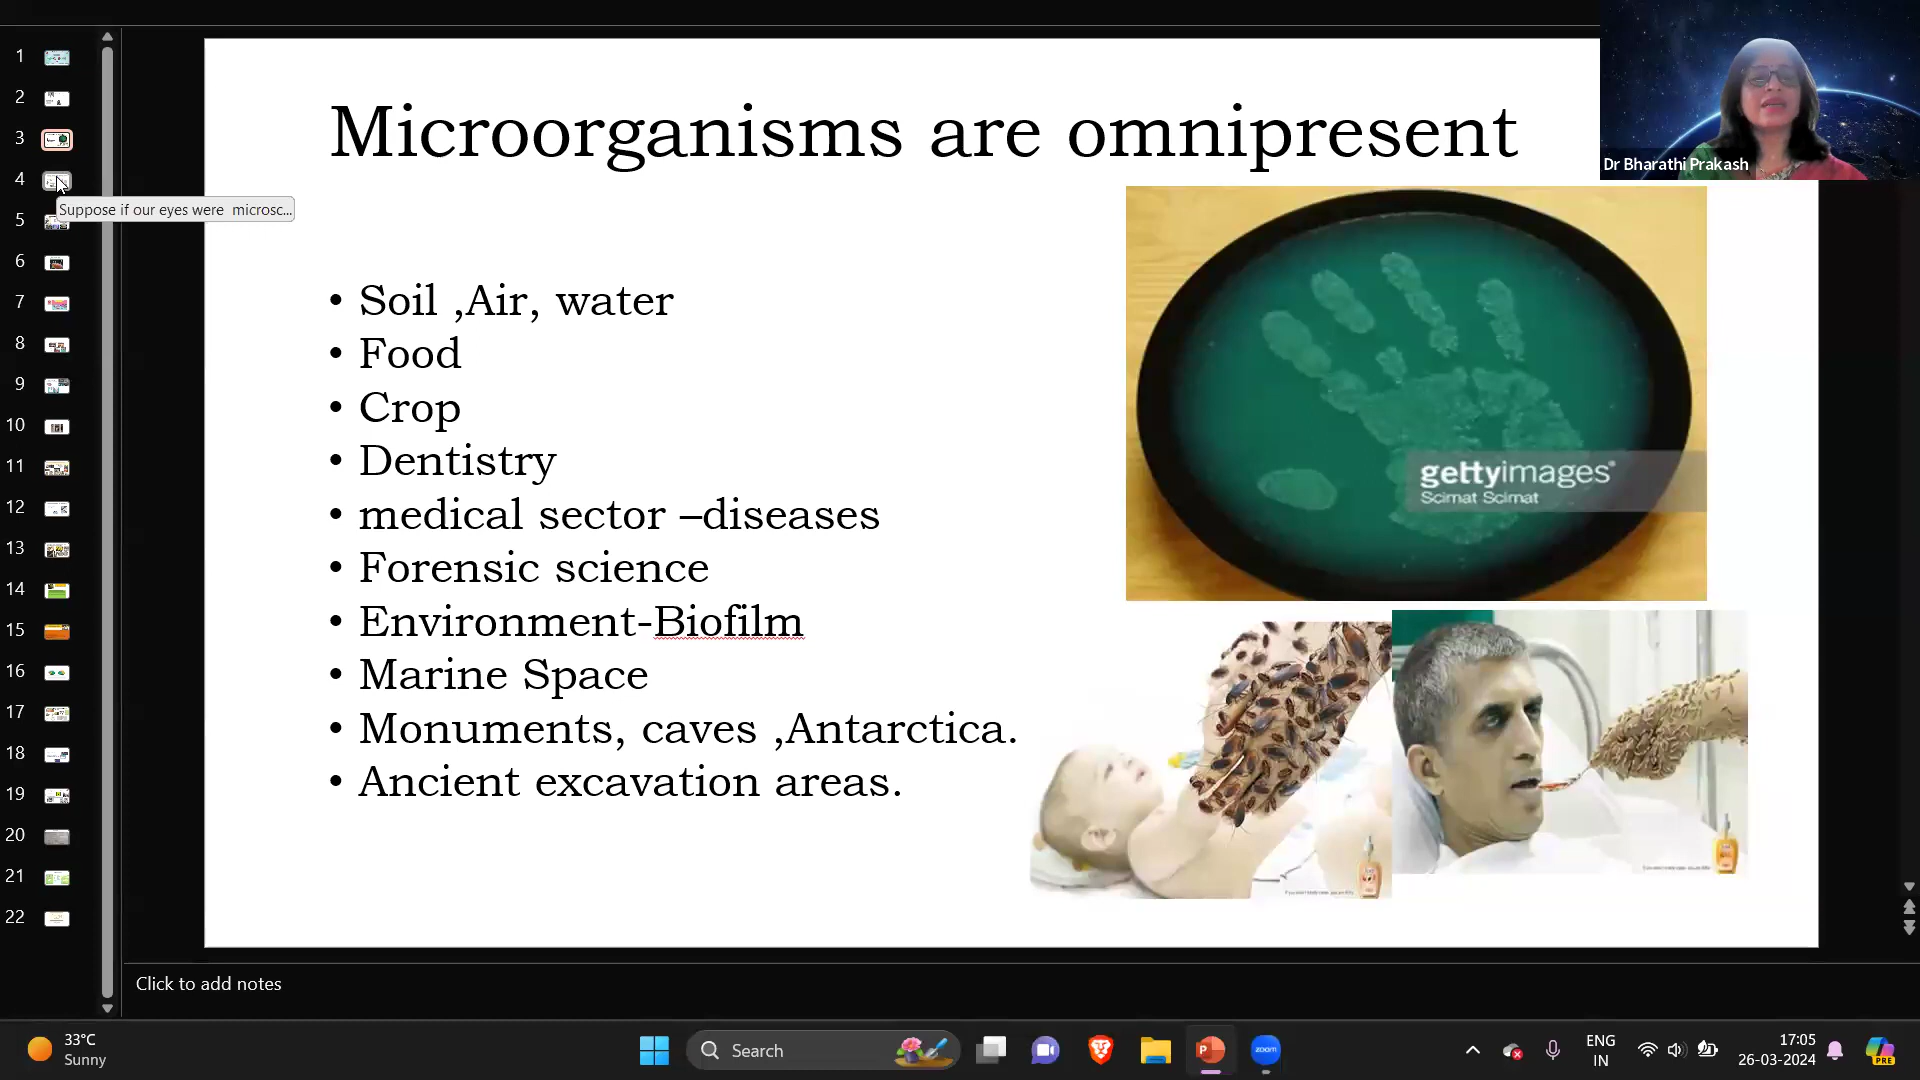 1
2
3
4
5
6
7
8
9
10
11
12
13
14
15
16
17
18
19
20
21
22
Suppose if our eyes were microsc...
Microorganisms are omnipresent
• Soil ,Air, water
• Food
• Crop
• Dentistry
• medical sector –diseases
• Forensic science
• Environment-Biofilm
• Marine Space
• Monuments, caves ,Antarctica.
• Ancient excavation areas.
gettyimages®
Scimat Scimat
Dr Bharathi Prakash
Click to add notes
33°C
Sunny
Search
zoom
ENG
IN
17:05
26-03-2024
PRE